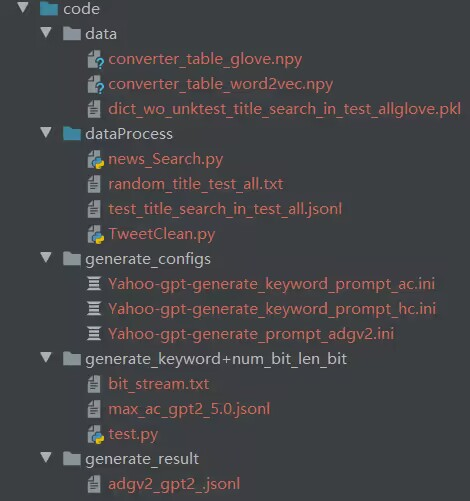 code
data
converter_table_glove.npy
converter_table_word2vec.npy
dict_wo_unktest_title_search_in_test_allglove.pkl
dataProcess
news_Search.py
random_title_test_all.txt
test_title_search_in_test_all.jsonl
TweetClean.py
generate_configs
Yahoo-gpt-generate_keyword_prompt_ac.ini
Yahoo-gpt-generate_keyword_prompt_hc.ini
Yahoo-gpt-generate_prompt_adgv2.ini
generate_keyword+num_bit_len_bit
bit_stream.txt
max_ac_gpt2_5.0.jsonl
test.py
generate_result
adgv2_gpt2_.jsonl